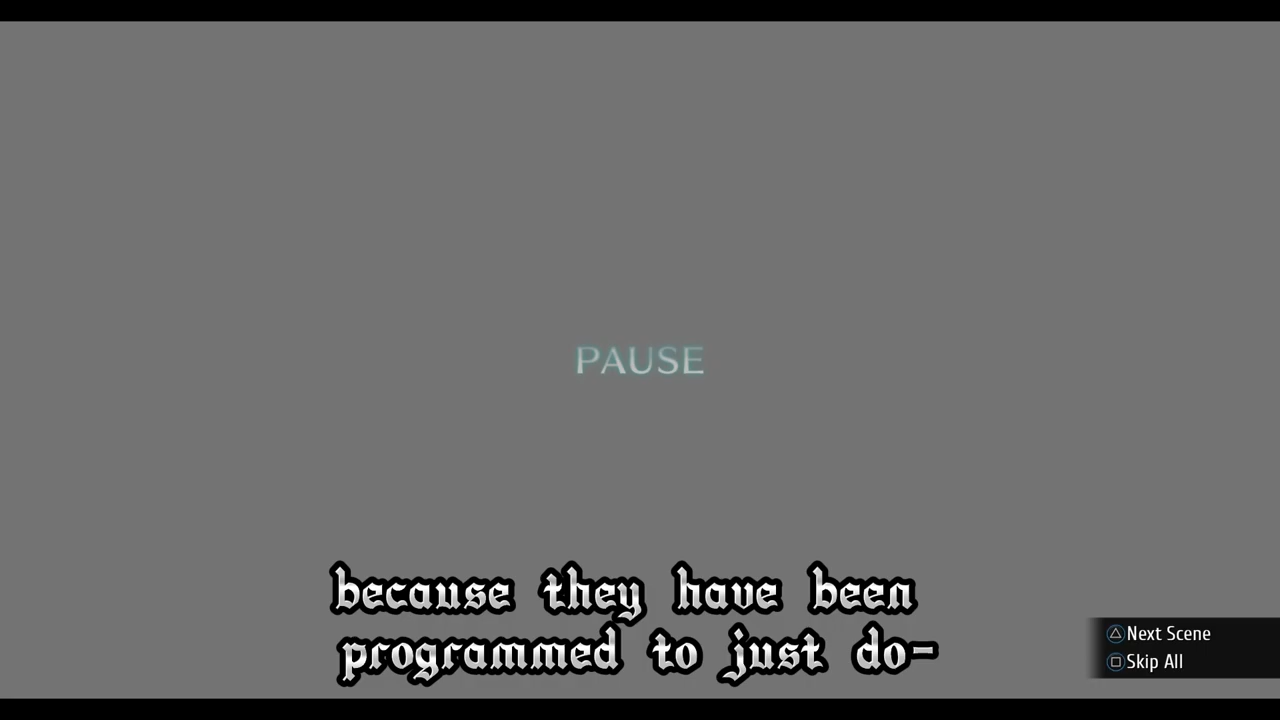 PAUSE
because they have been
programmed to just do-
Next Scene
Skip All